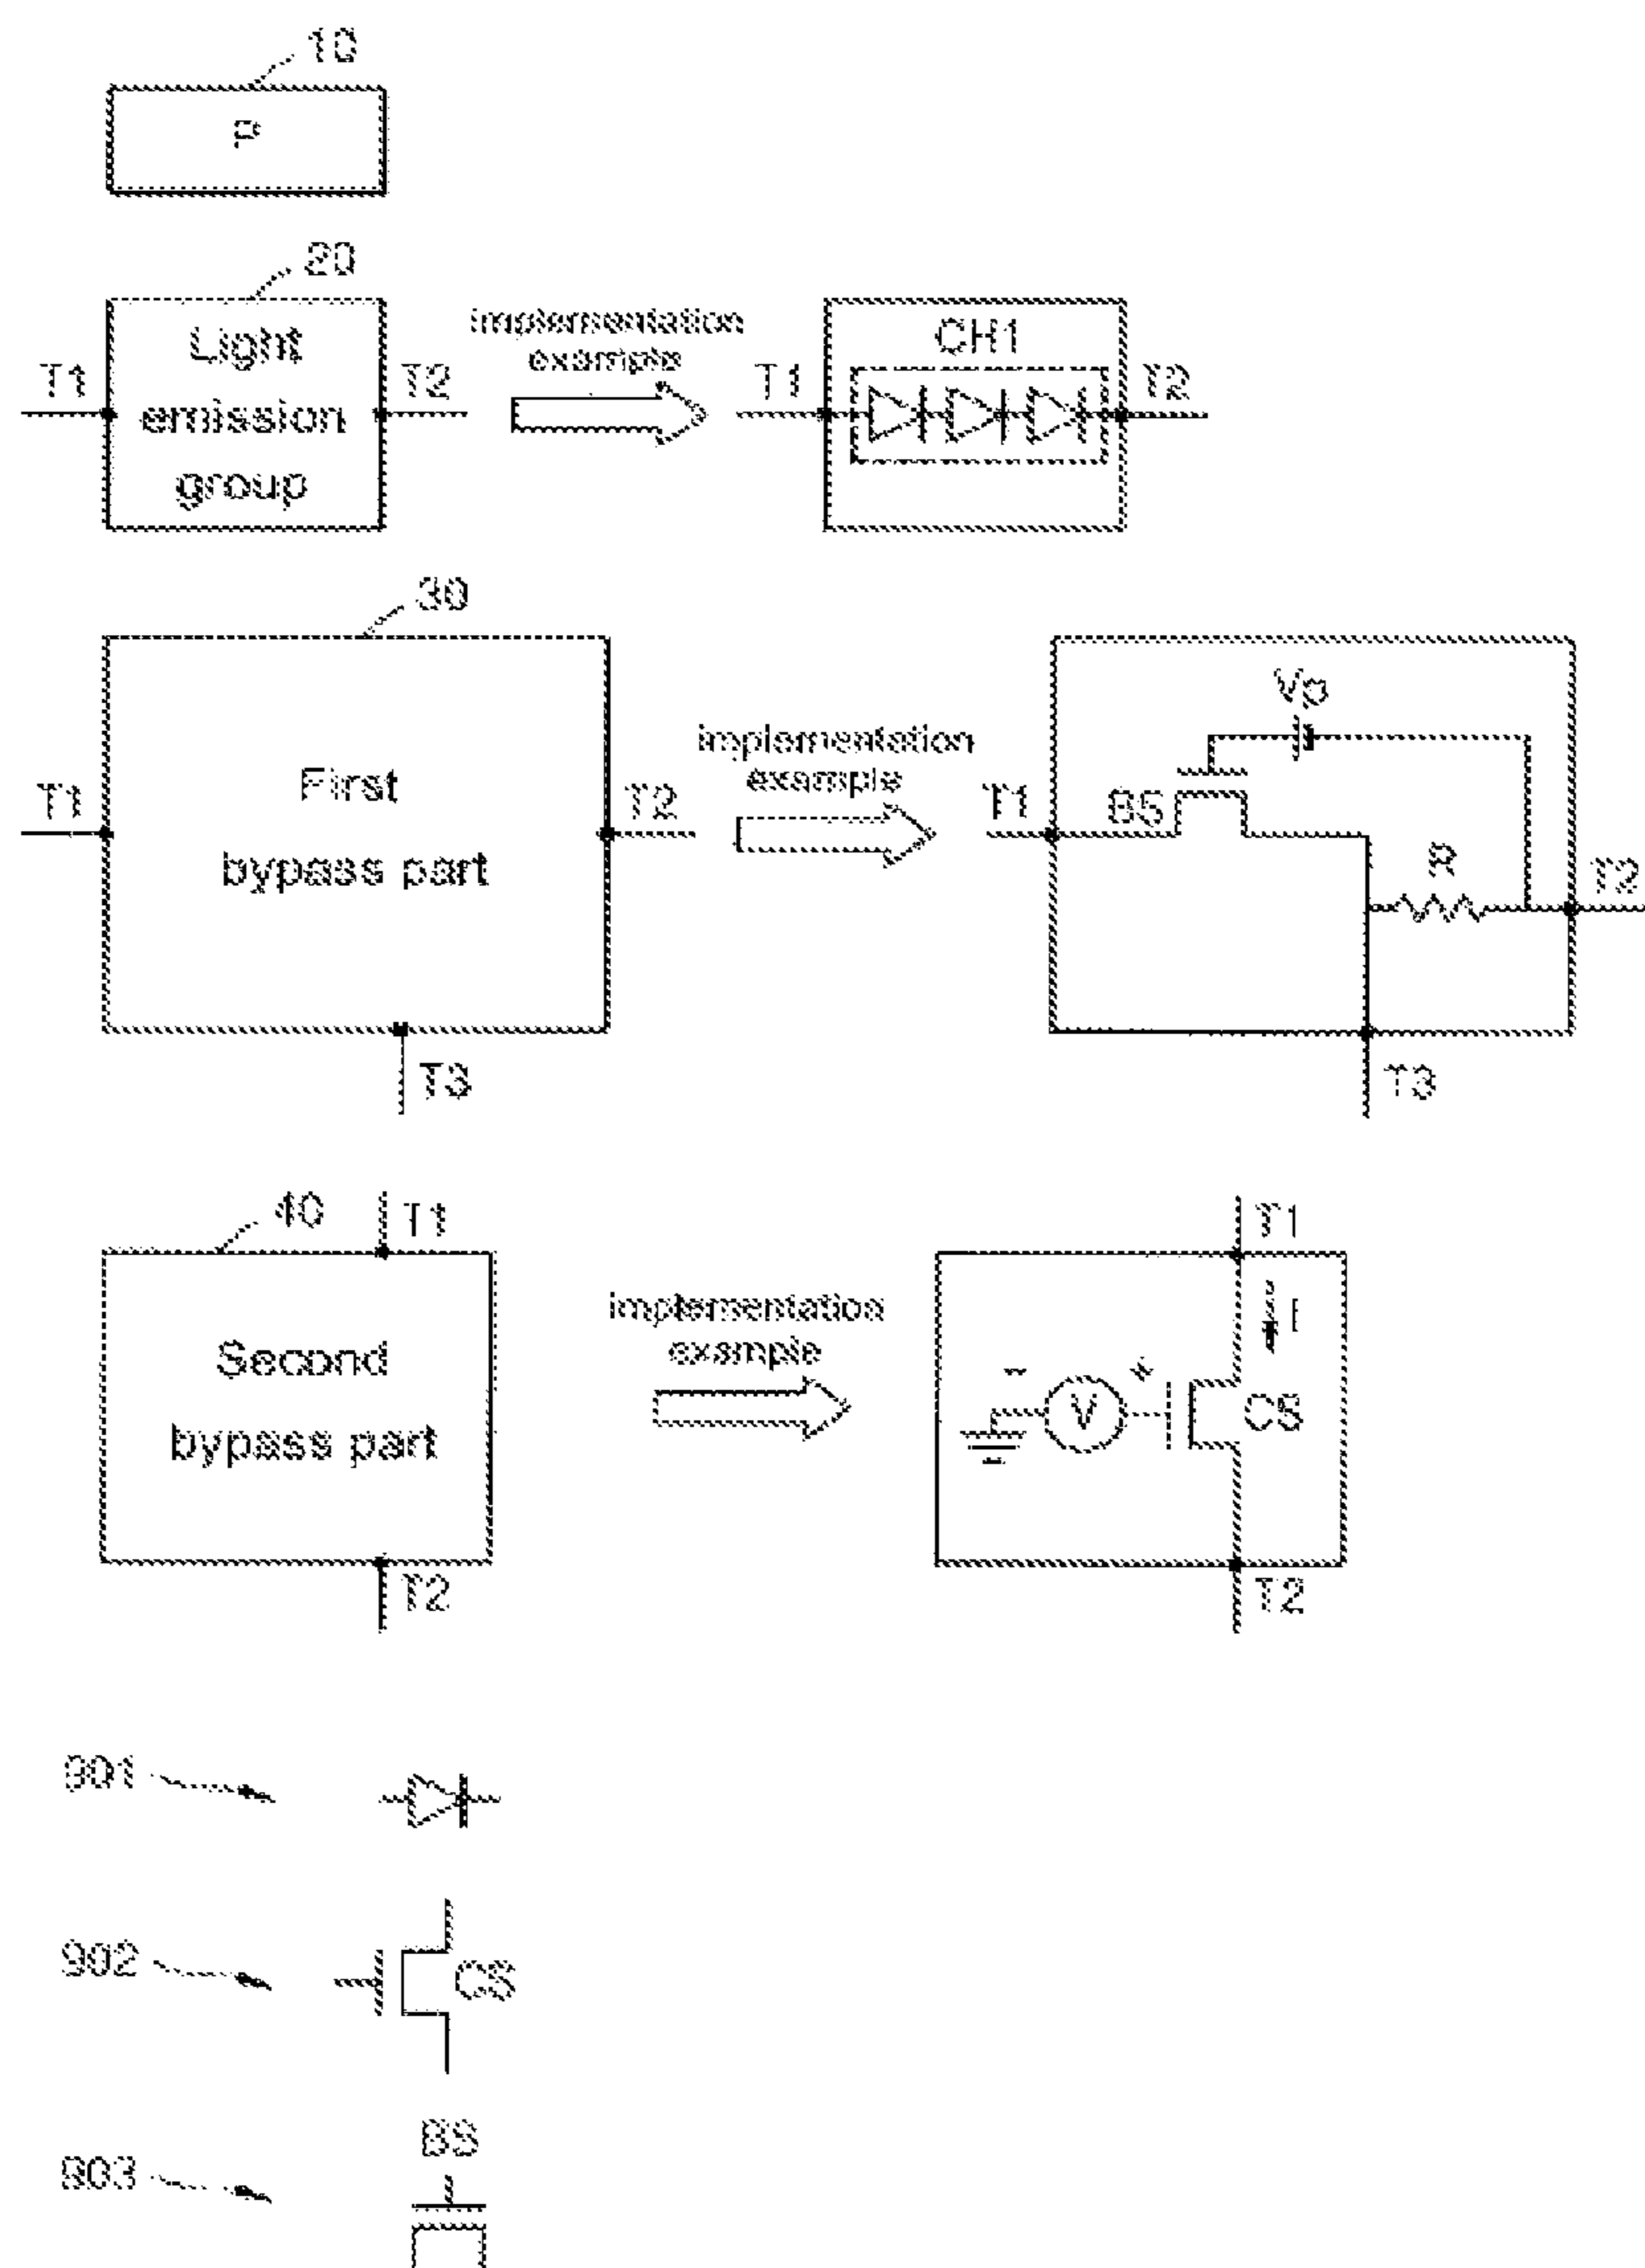 10
P
20
Light
emission
group
T1
T2
implementation
example
CH1
T1
T2
30
First
bypass part
T1
T2
T3
implementation
example
Vp
BS
R
T1
T2
T3
40
T1
Second
bypass part
T2
implementation
example
T1
I
- +
V
CS
T2
901
902
CS
BS
903